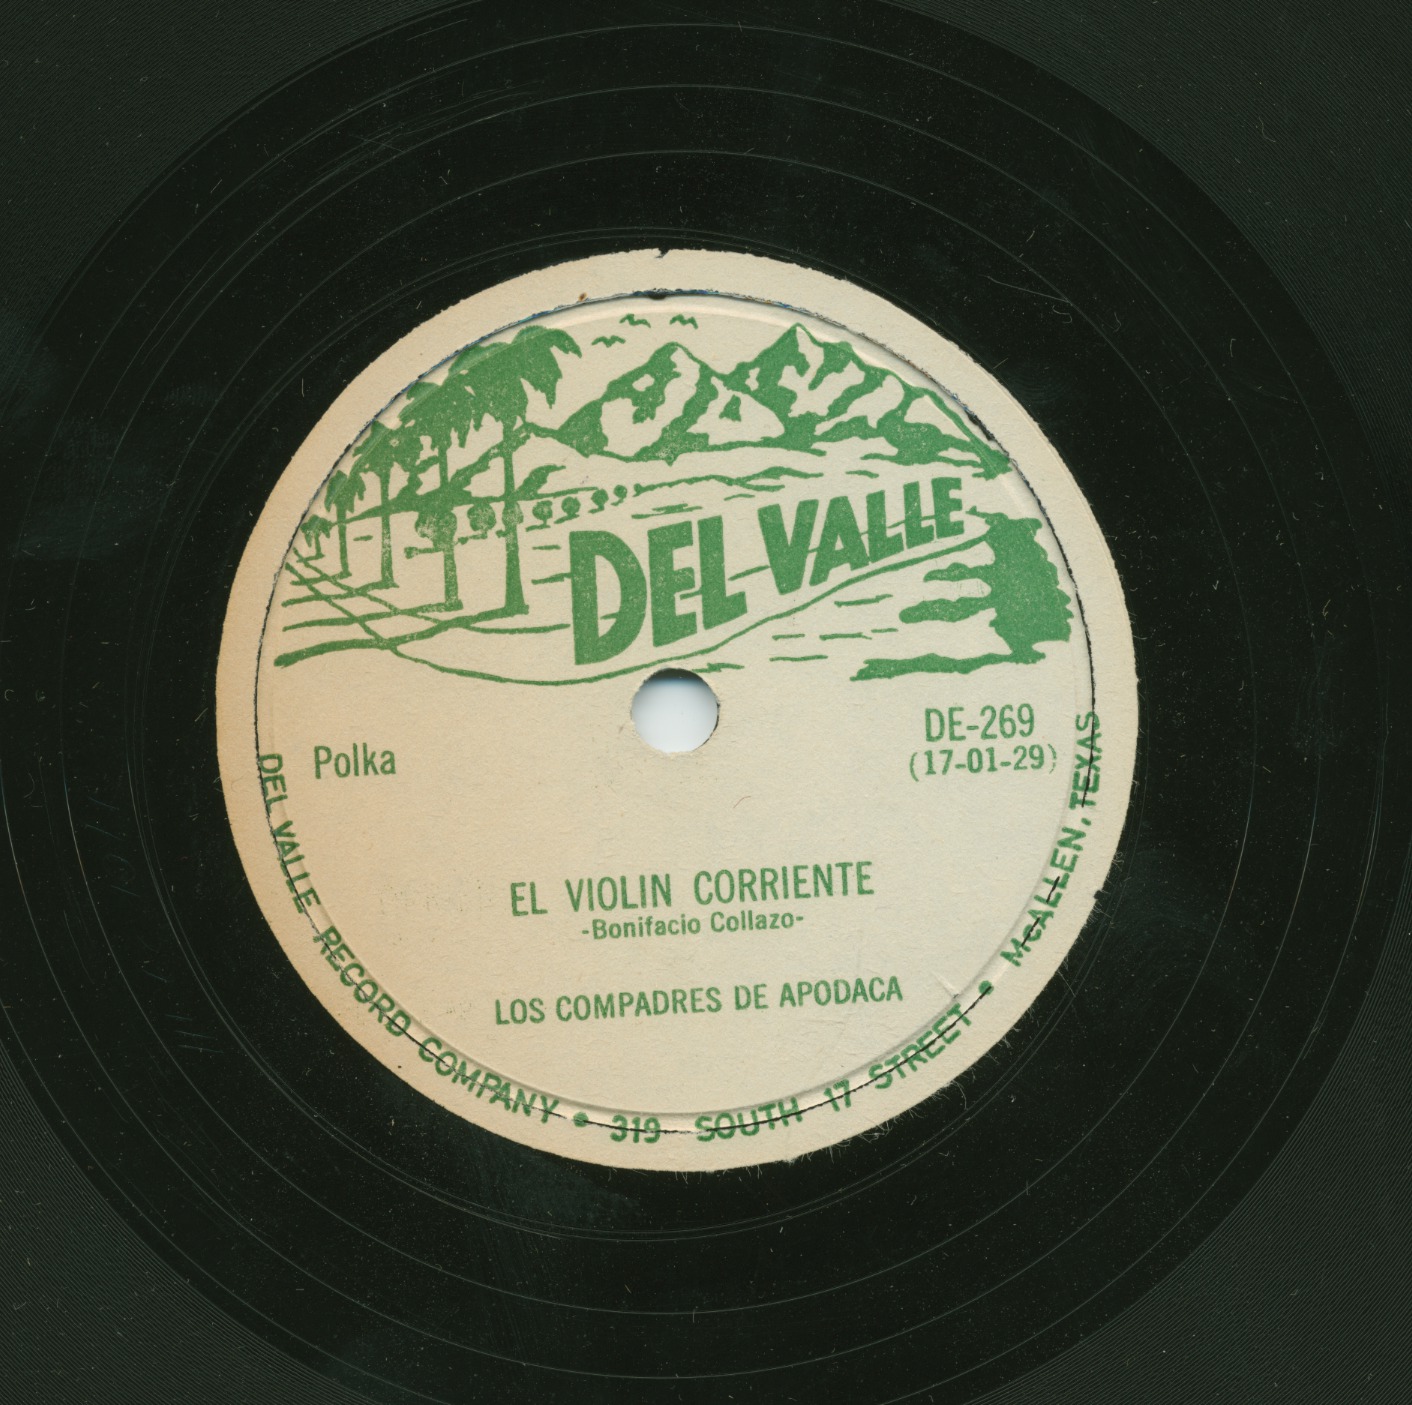 DEL VALLE
Polka
DE-269
(17-01-29)
EL VIOLIN CORRIENTE
-Bonifacio Collazo-
LOS COMPADRES DE APODACA
DEL VALLE RECORD COMPANY • 319 SOUTH 17 STREET • McALLEN, TEXAS